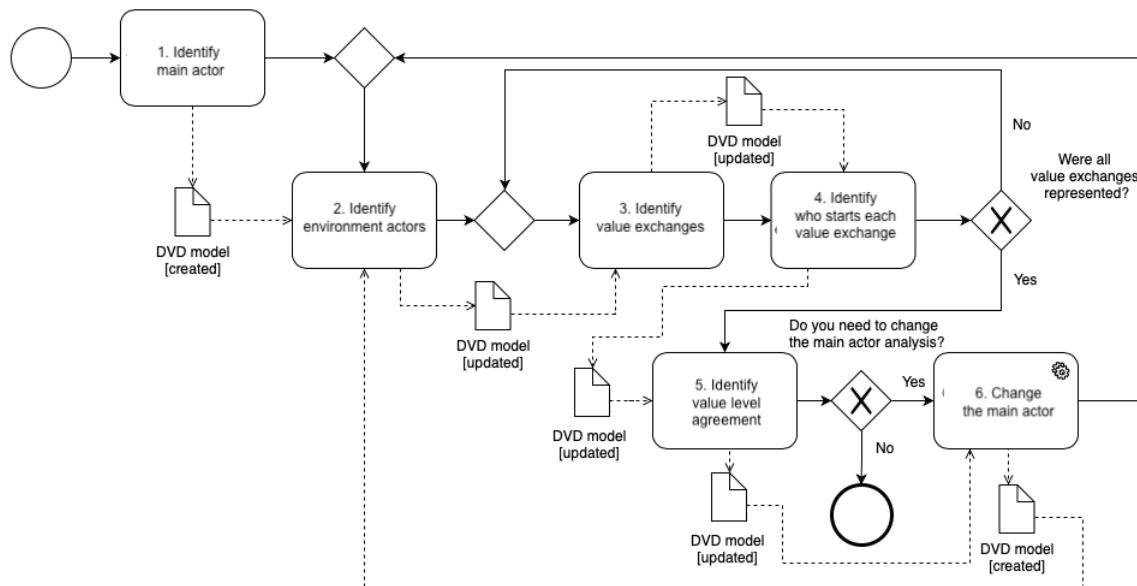 1. Identify
main actor
No
DVD model
[updated]
Were all
value exchanges
represented?
2. Identify
environment actors
3. Identify
value exchanges
4. Identify
who starts each
value exchange
DVD model
[created]
Yes
DVD model
[updated]
Do you need to change
the main actor analysis?
5. Identify
value level
agreement
Yes
6. Change
the main actor
DVD model
[updated]
No
DVD model
[updated]
DVD model
[created]